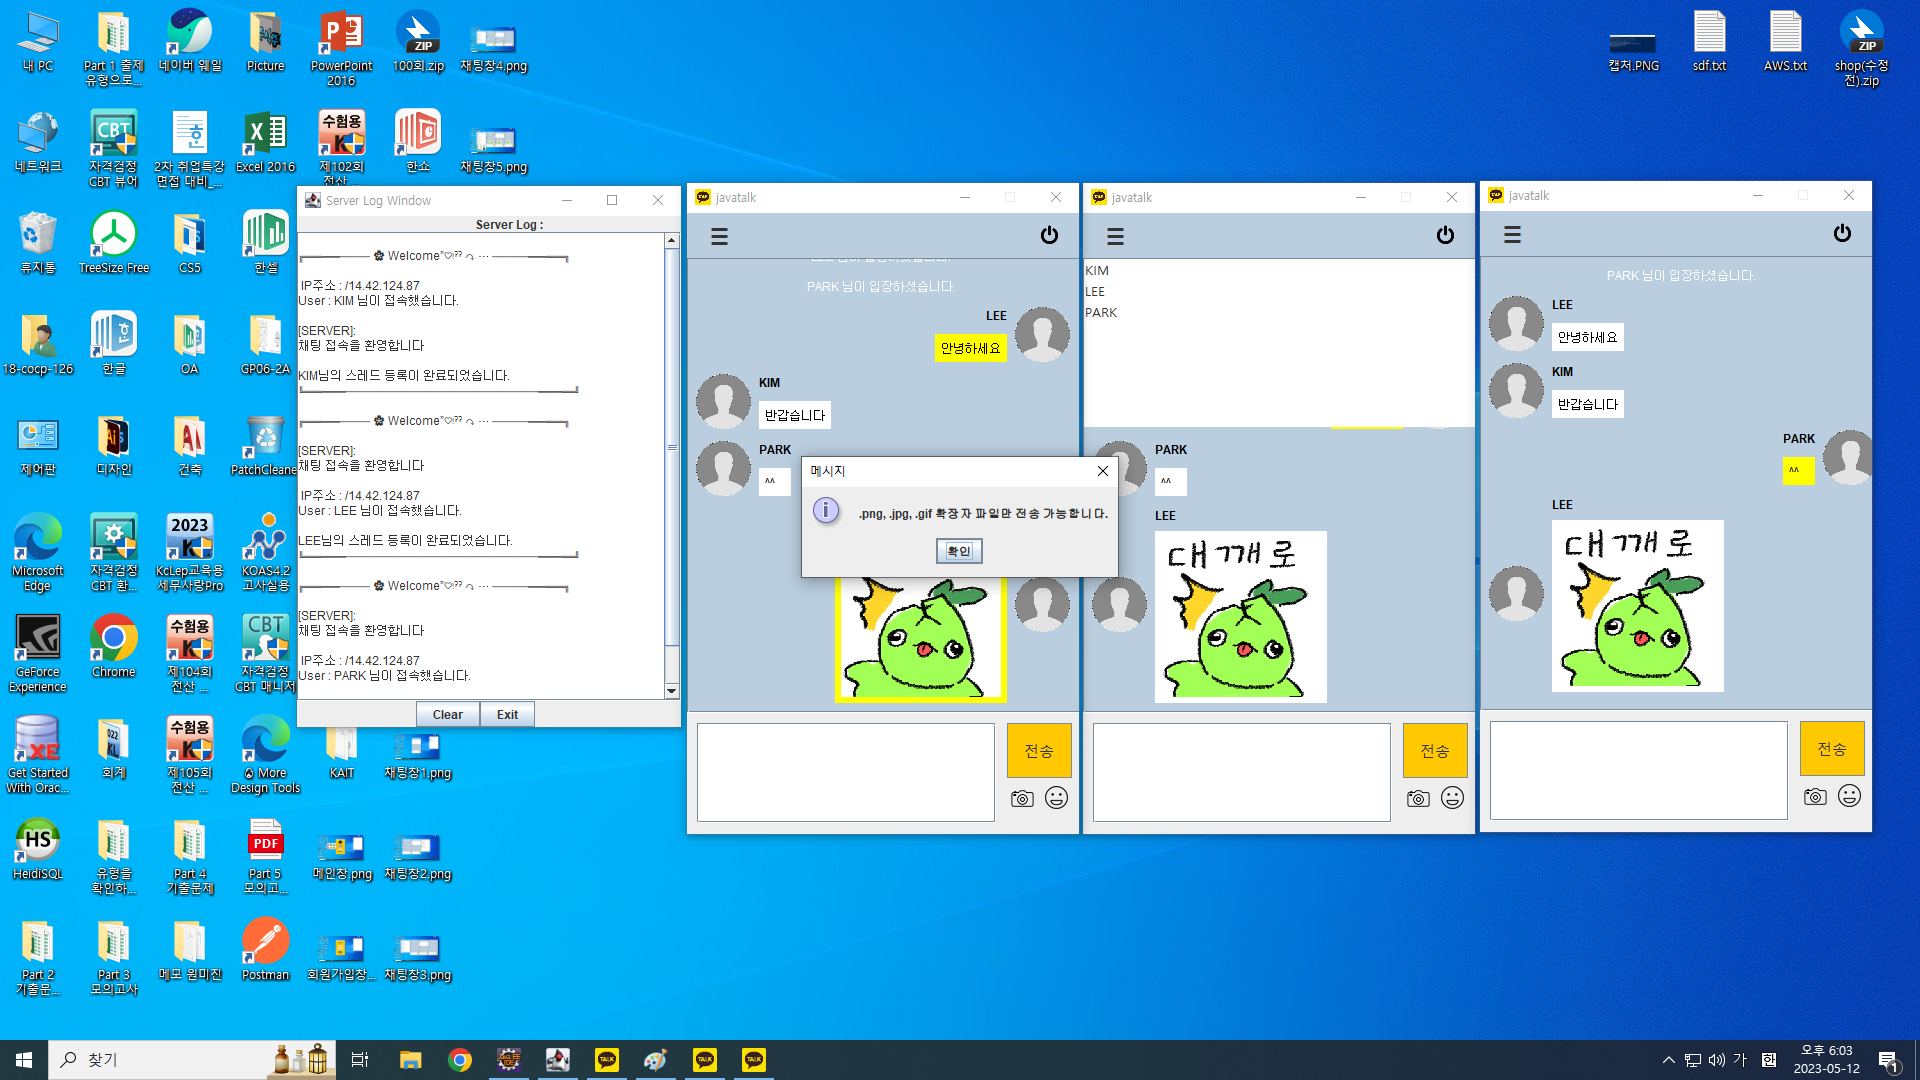 내 PC
Part 1 출제
유형으로...
네이버 웨일
Picture
PowerPoint
2016
100회.zip
채팅창4.png
캡처.PNG
sdf.txt
AWS.txt
shop(수정
전).zip
네트워크
자격검정
CBT 뷰어
2차 취업특강
면접 대비_...
Excel 2016
제102회
전산 ...
한쇼
채팅창5.png
휴지통
TreeSize Free
CS5
한셀
18-cocp-126
한글
OA
GP06-2A
제어판
디자인
건축
PatchCleaner
Microsoft
Edge
자격검정
CBT 환...
KcLep교육용
세무사랑Pro
KOAS4.2
고사실용
GeForce
Experience
Chrome
제104회
전산 ...
자격검정
CBT 매니저
Get Started
With Orac...
회계
제105회
전산 ...
More
Design Tools
KAIT
채팅창1.png
HeidiSQL
유형을
확인하...
Part 4
기출문제
Part 5
모의고...
메인창.png
채팅창2.png
Part 2
기출문...
Part 3
모의고사
메모 원미진
Postman
회원가입창...
채팅창3.png
Server Log Window
Server Log :
Welcome
IP주소 : /14.42.124.87
User : KIM 님이 접속했습니다.
[SERVER]:
채팅 접속을 환영합니다
KIM님의 스레드 등록이 완료되었습니다.
Welcome
[SERVER]:
채팅 접속을 환영합니다
IP주소 : /14.42.124.87
User : LEE 님이 접속했습니다.
LEE님의 스레드 등록이 완료되었습니다.
Welcome
[SERVER]:
채팅 접속을 환영합니다
IP주소 : /14.42.124.87
User : PARK 님이 접속했습니다.
Clear
Exit
javatalk
PARK 님이 입장하셨습니다.
LEE
안녕하세요
KIM
반갑습니다
PARK
^^
전송
메시지
.png, .jpg, .gif 확장자 파일만 전송 가능합니다.
확인
javatalk
KIM
LEE
PARK
PARK
^^
LEE
대깨로
전송
javatalk
PARK 님이 입장하셨습니다.
LEE
안녕하세요
KIM
반갑습니다
PARK
^^
LEE
대깨로
전송
찾기
가
한
오후 6:03
2023-05-12
1